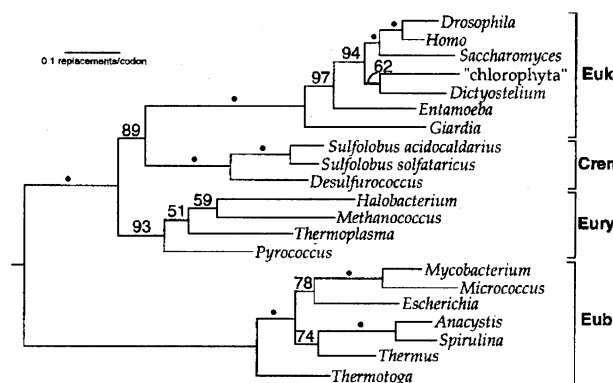 Drosophila
Homo
0.1 replacements/codon
94
Saccharomyces
62
"chlorophyta"
Euk
97
Dictyostelium
Entamoeba
Giardia
89
Sulfolobus acidocaldarius
Sulfolobus solfataricus
Cren
Desulfurococcus
59
Halobacterium
51
Methanococcus
93
Thermoplasma
Eury
Pyrococcus
Mycobacterium
78
Micrococcus
Escherichia
Anacystis
Eub
74
Spirulina
Thermus
Thermotoga